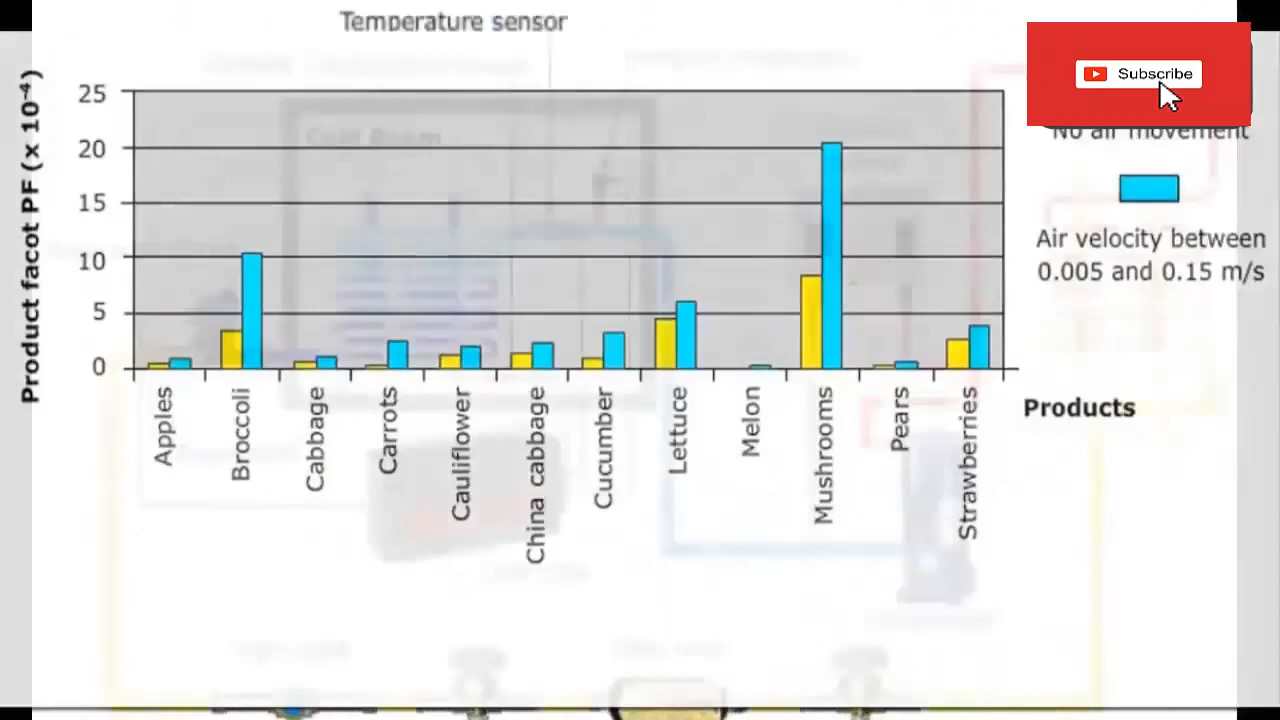 Temperature sensor
Subscribe
No air movement
Air velocity between
0.005 and 0.15 m/s
Product facot PF (x 10⁻⁴)
25
20
15
10
5
0
Cold Room
Apples
Broccoli
Cabbage
Carrots
Cauliflower
China cabbage
Cucumber
Lettuce
Melon
Mushrooms
Pears
Strawberries
Products